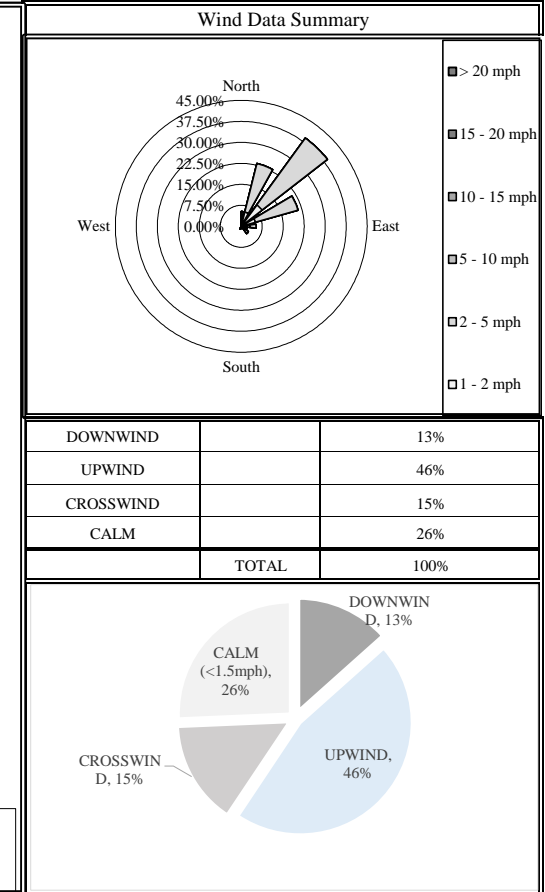 Wind Data Summary
North
45.00%
37.50%
30.00%
22.50%
15.00%
7.50%
0.00%
West
East
South
> 20 mph
15 - 20 mph
10 - 15 mph
5 - 10 mph
2 - 5 mph
1 - 2 mph
DOWNWIND 13%
UPWIND 46%
CROSSWIND 15%
CALM 26%
TOTAL 100%
DOWNWIN
D, 13%
CALM
(<1.5mph),
26%
CROSSWIN
D, 15%
UPWIND,
46%